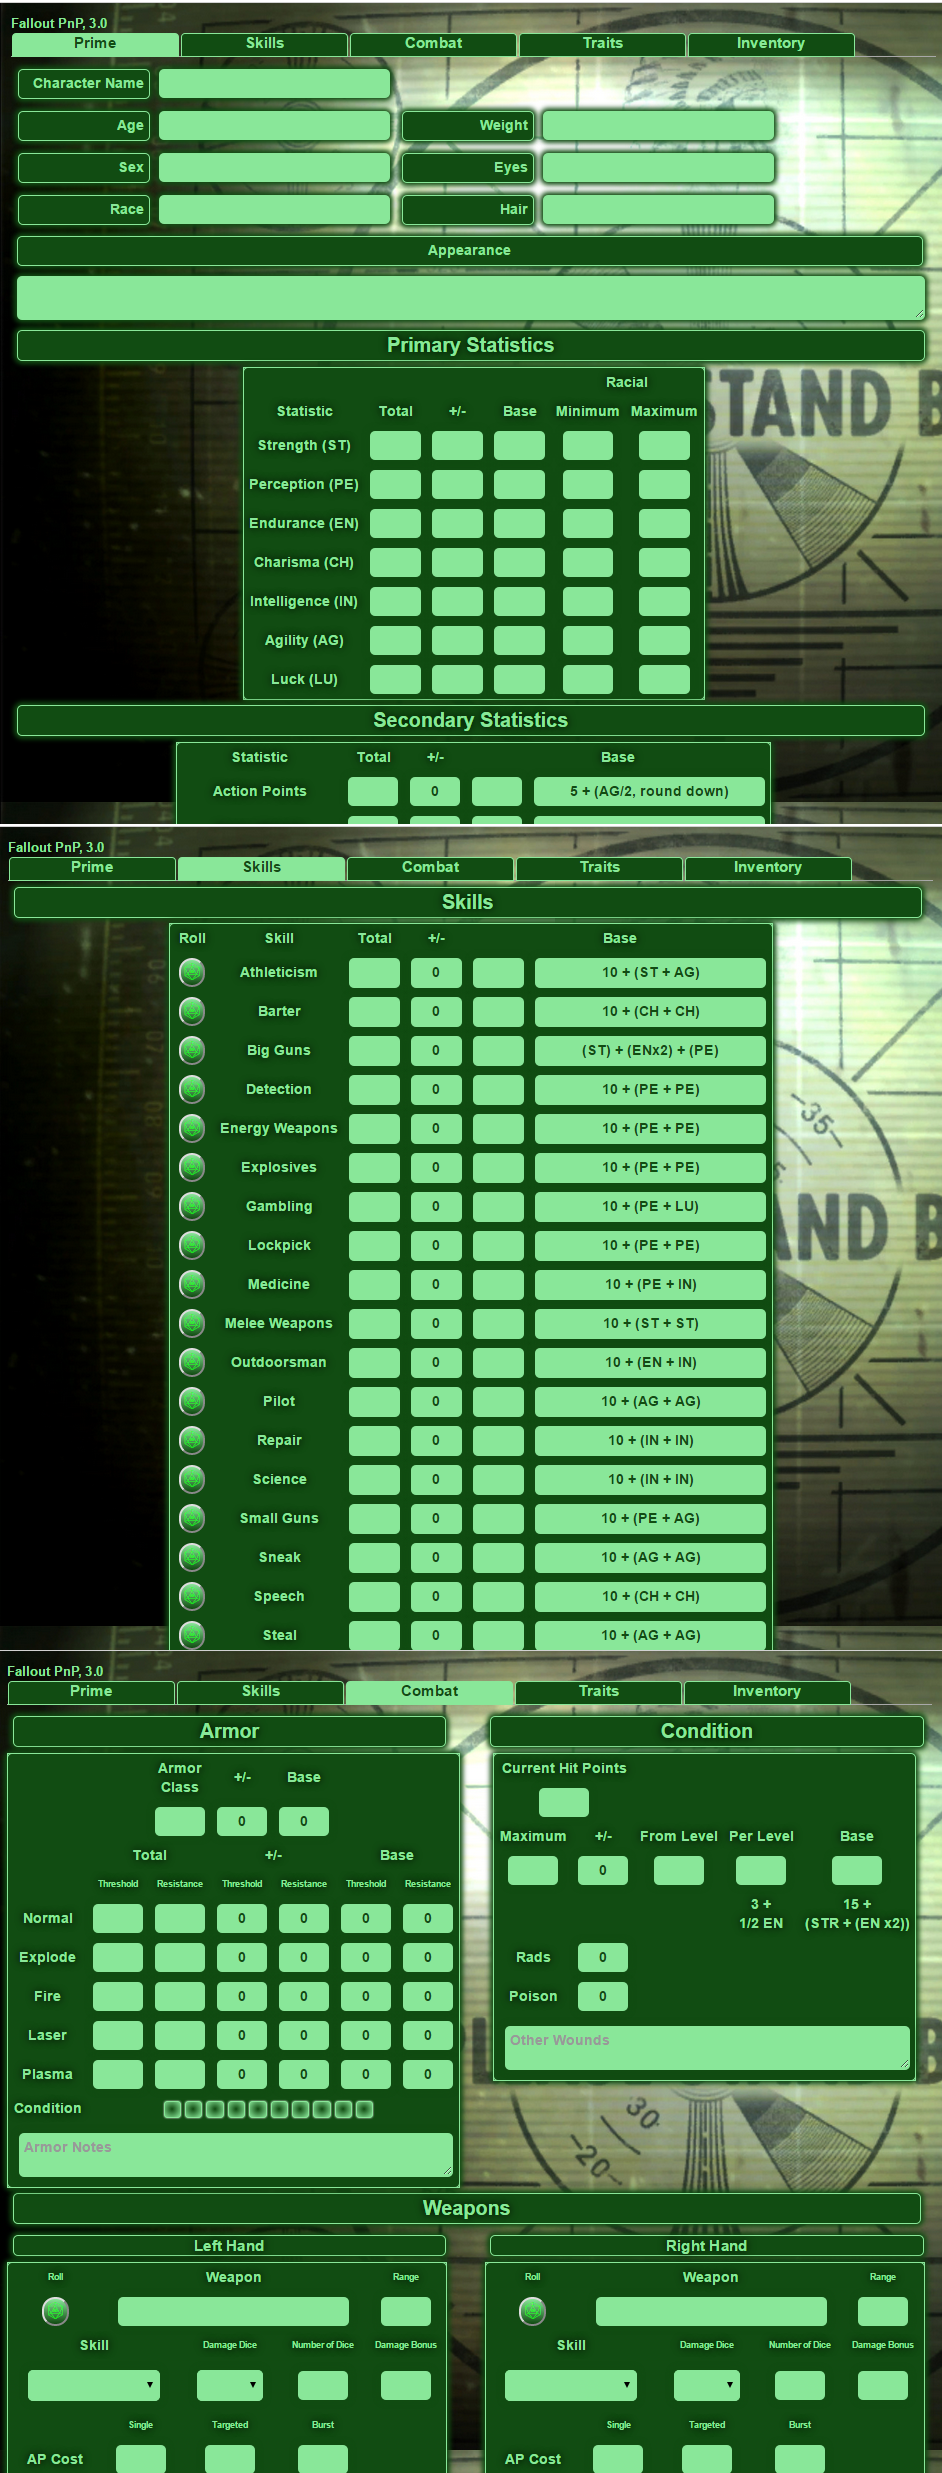 Fallout PnP, 3.0
Prime Skills Combat Traits Inventory
Character Name
Age Weight
Sex Eyes
Race Hair
Appearance
Primary Statistics
Racial
Statistic Total +/- Base Minimum Maximum
Strength (ST)
Perception (PE)
Endurance (EN)
Charisma (CH)
Intelligence (IN)
Agility (AG)
Luck (LU)
STAND B
Secondary Statistics
Statistic Total +/- Base
Action Points 0 5 + (AG/2, round down)
Fallout PnP, 3.0
Prime Skills Combat Traits Inventory
Skills
Roll Skill Total +/- Base
Athleticism 0 10 + (ST + AG)
Barter 0 10 + (CH + CH)
Big Guns 0 (ST) + (ENx2) + (PE)
Detection 0 10 + (PE + PE)
Energy Weapons 0 10 + (PE + PE)
-35-
Explosives 0 10 + (PE + PE)
Gambling 0 10 + (PE + LU)
AND B
Lockpick 0 10 + (PE + PE)
Medicine 0 10 + (PE + IN)
Melee Weapons 0 10 + (ST + ST)
Outdoorsman 0 10 + (EN + IN)
Pilot 0 10 + (AG + AG)
Repair 0 10 + (IN + IN)
Science 0 10 + (IN + IN)
Small Guns 0 10 + (PE + AG)
Sneak 0 10 + (AG + AG)
Speech 0 10 + (CH + CH)
Steal 0 10 + (AG + AG)
Fallout PnP, 3.0
Prime Skills Combat Traits Inventory
Armor
Armor Class +/- Base
0 0
Total +/- Base
Threshold Resistance Threshold Resistance Threshold Resistance
Normal 0 0 0 0
Explode 0 0 0 0
Fire 0 0 0 0
Laser 0 0 0 0
Plasma 0 0 0 0
Condition
Armor Notes
Condition
Current Hit Points
Maximum +/- From Level Per Level Base
0
3 + 15 +
1/2 EN (STR + (EN x2))
Rads 0
Poison 0
Other Wounds
30
-20-
Weapons
Left Hand
Roll Weapon Range
Skill Damage Dice Number of Dice Damage Bonus
Single Targeted Burst
AP Cost
Right Hand
Roll Weapon Range
Skill Damage Dice Number of Dice Damage Bonus
Single Targeted Burst
AP Cost